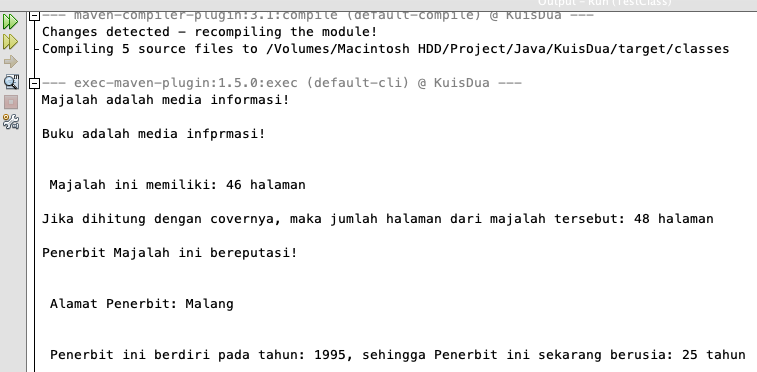 Output - Run (TestClass)
--- maven-compiler-plugin:3.1:compile (default-compile) @ KuisDua ---
Changes detected - recompiling the module!
Compiling 5 source files to /Volumes/Macintosh HDD/Project/Java/KuisDua/target/classes
--- exec-maven-plugin:1.5.0:exec (default-cli) @ KuisDua ---
Majalah adalah media informasi!
Buku adalah media infprmasi!
Majalah ini memiliki: 46 halaman
Jika dihitung dengan covernya, maka jumlah halaman dari majalah tersebut: 48 halaman
Penerbit Majalah ini bereputasi!
Alamat Penerbit: Malang
Penerbit ini berdiri pada tahun: 1995, sehingga Penerbit ini sekarang berusia: 25 tahun